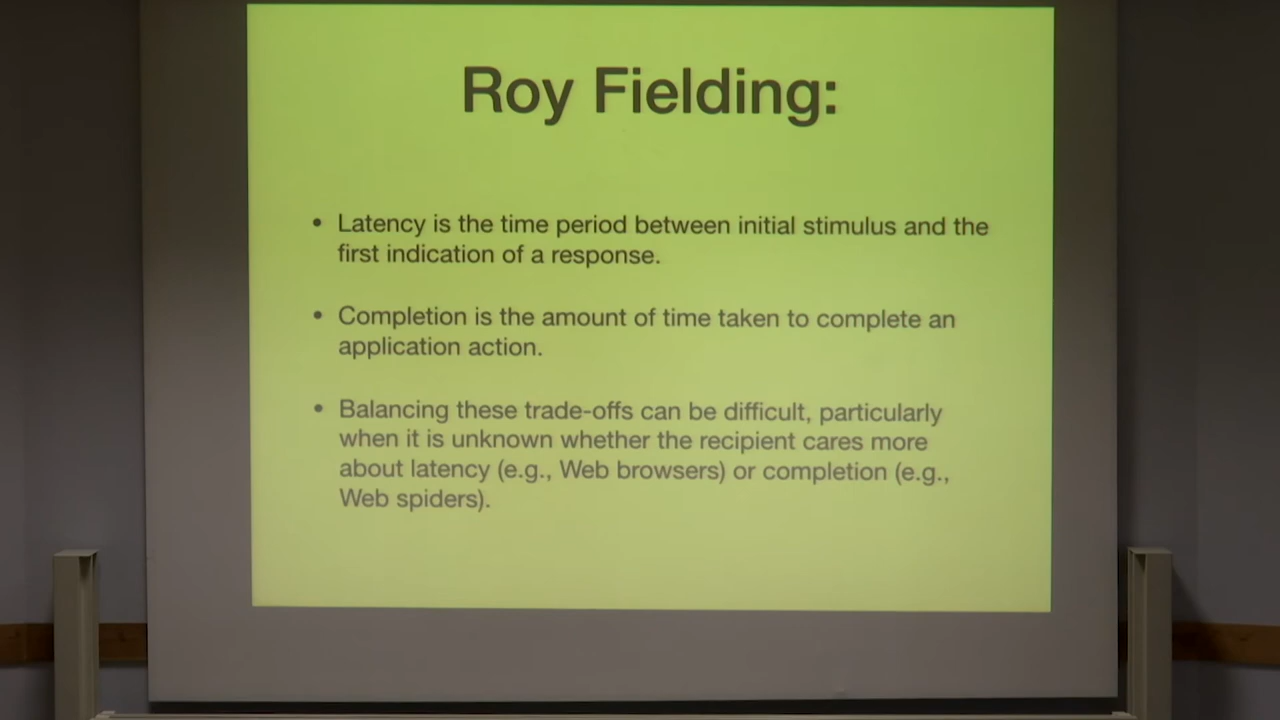 Roy Fielding:
• Latency is the time period between initial stimulus and the
first indication of a response.
• Completion is the amount of time taken to complete an
application action.
• Balancing these trade-offs can be difficult, particularly
when it is unknown whether the recipient cares more
about latency (e.g., Web browsers) or completion (e.g.,
Web spiders).